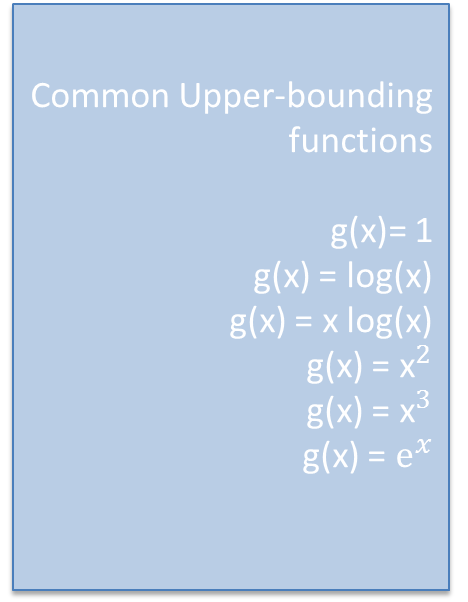 Common Upper-bounding
functions
g(x)= 1
g(x) = log(x)
g(x) = x log(x)
g(x) = x²
g(x) = x³
g(x) = eˣ